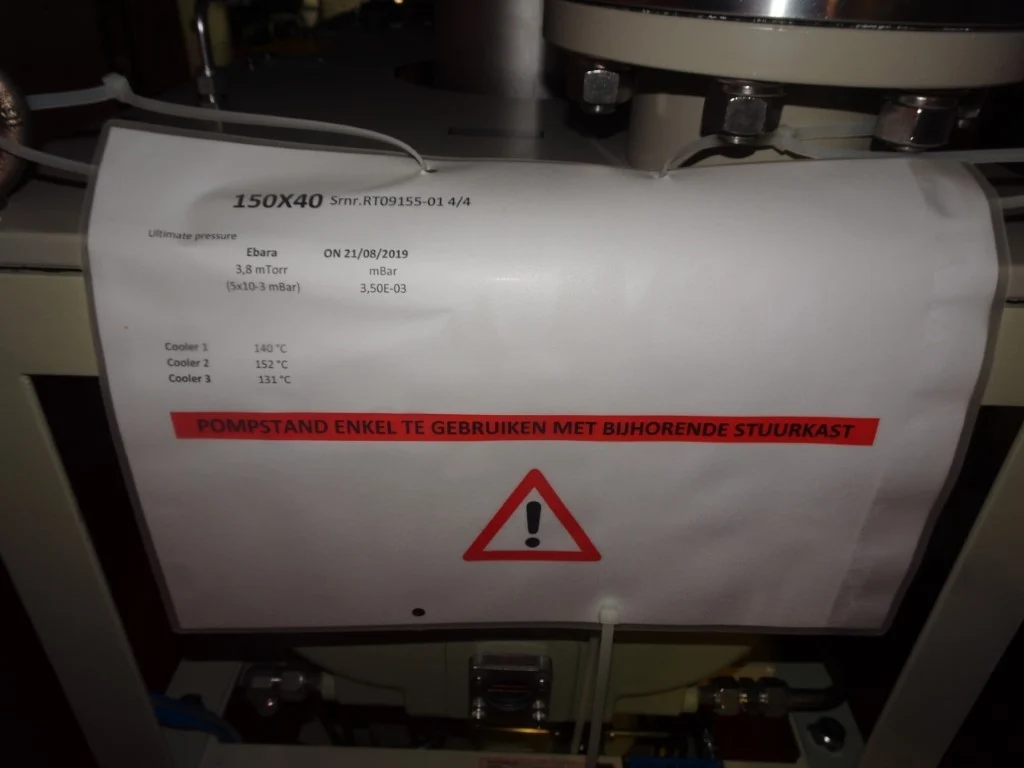 150X40 Srnr.RT09155-01 4/4
Ultimate pressure
Ebara ON 21/08/2019
3,8 mTorr mBar
(5x10-3 mBar) 3,50E-03
Cooler 1 140 °C
Cooler 2 152 °C
Cooler 3 131 °C
POMPSTAND ENKEL TE GEBRUIKEN MET BIJHORENDE STUURKAST
!